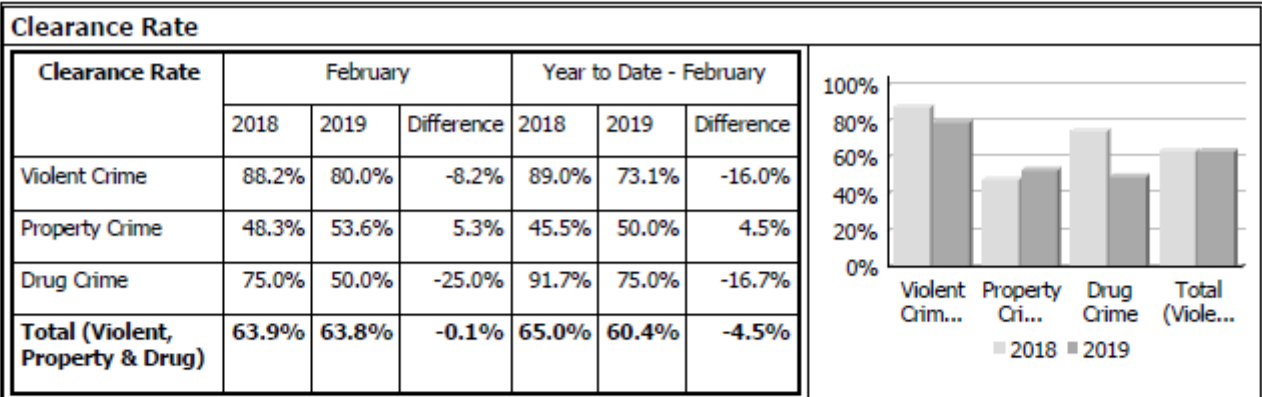 Clearance Rate
Clearance Rate February Year to Date - February
2018 2019 Difference 2018 2019 Difference
Violent Crime 88.2% 80.0% -8.2% 89.0% 73.1% -16.0%
Property Crime 48.3% 53.6% 5.3% 45.5% 50.0% 4.5%
Drug Crime 75.0% 50.0% -25.0% 91.7% 75.0% -16.7%
Total (Violent, 63.9% 63.8% -0.1% 65.0% 60.4% -4.5%
Property & Drug)
100%
80%
60%
40%
20%
0%
Violent Property Drug Total
Crim... Cri... Crime (Viole...
2018 2019